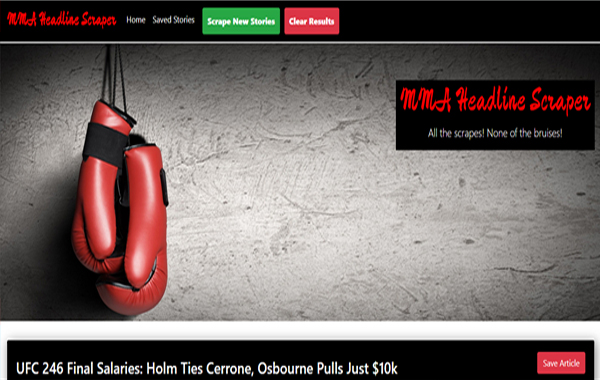 MMA Headline Scraper Home Saved Stories Scrape New Stories Clear Results
MMA Headline Scraper
All the scrapes! None of the bruises!
UFC 246 Final Salaries: Holm Ties Cerrone, Osbourne Pulls Just $10k Save Article